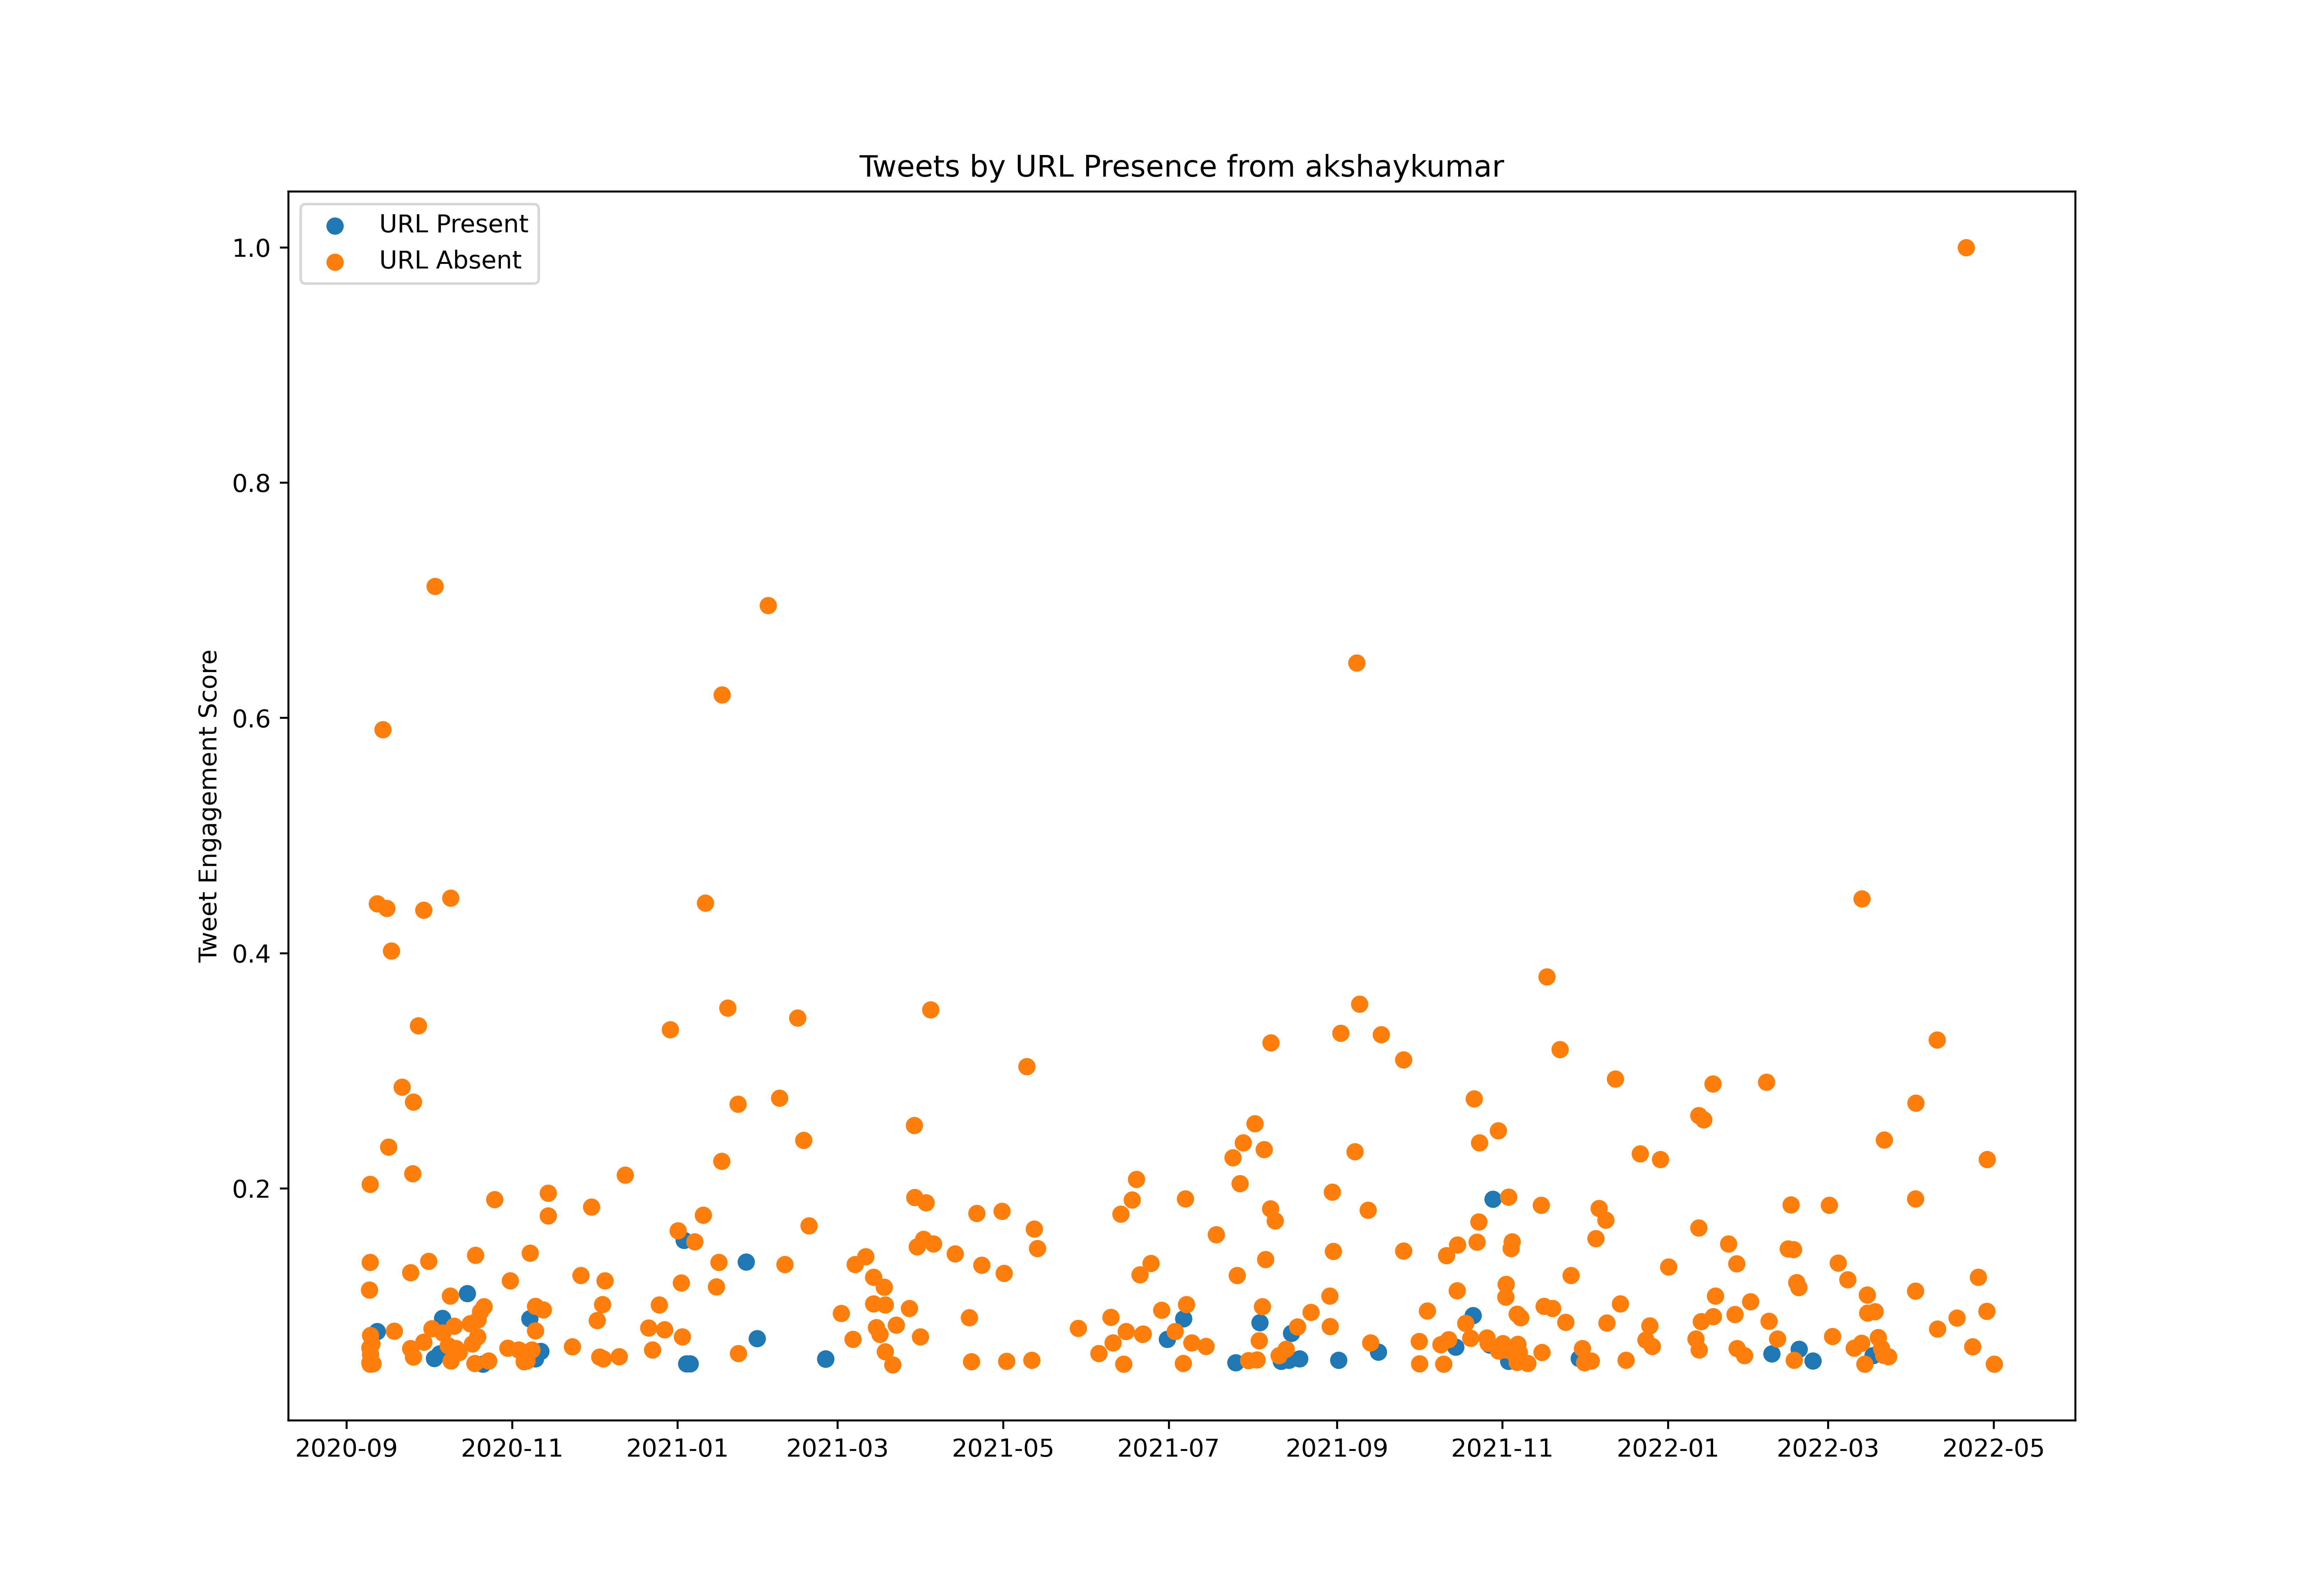 Tweets by URL Presence from akshaykumar
URL Present
URL Absent
1.0
0.8
0.6
0.4
0.2
Tweet Engagement Score
2020-09 2020-11 2021-01 2021-03 2021-05 2021-07 2021-09 2021-11 2022-01 2022-03 2022-05